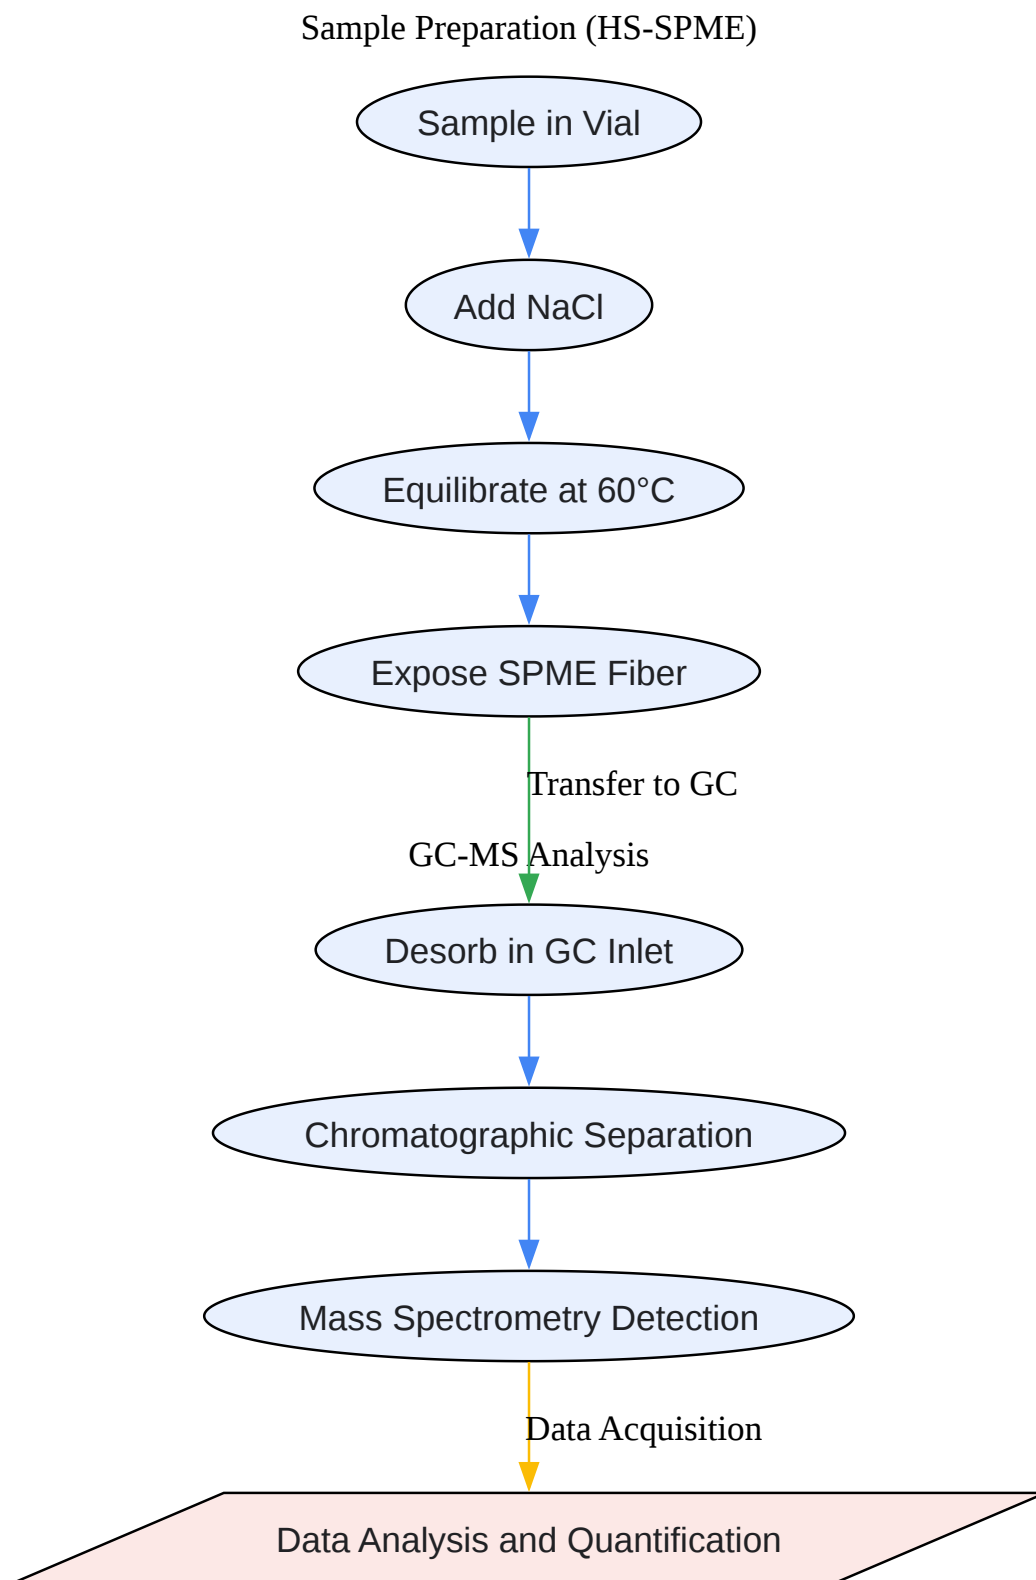 Sample Preparation (HS-SPME)
Sample in Vial
Add NaCl
Equilibrate at 60°C
Expose SPME Fiber
Transfer to GC
GC-MS Analysis
Desorb in GC Inlet
Chromatographic Separation
Mass Spectrometry Detection
Data Acquisition
Data Analysis and Quantification